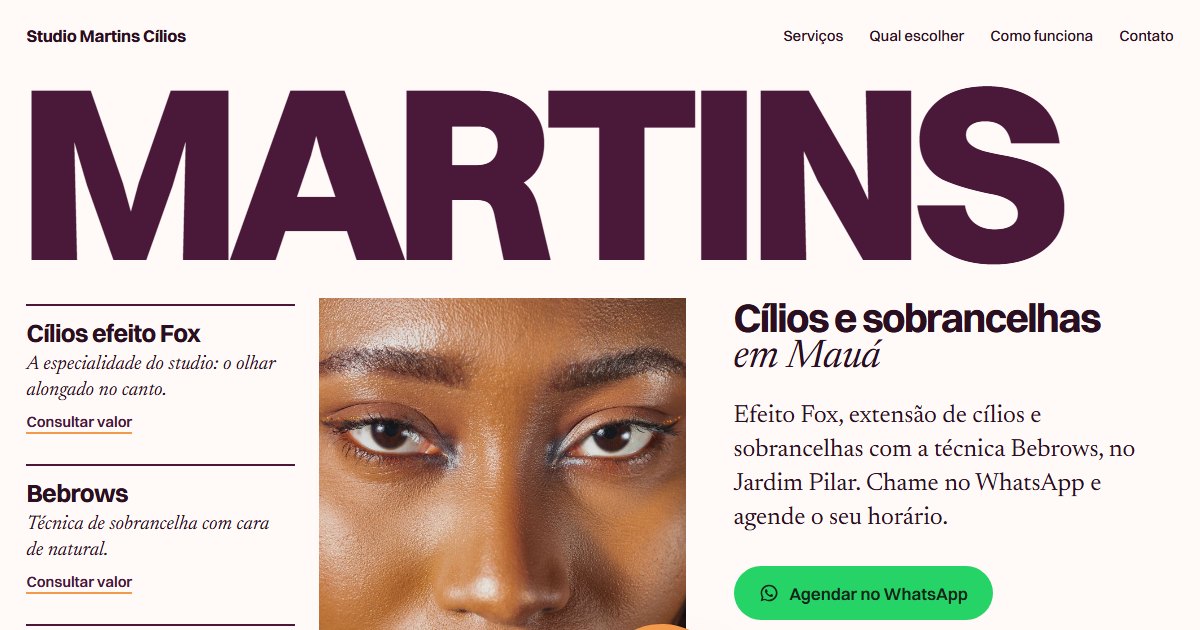 Studio Martins Cílios
Serviços
Qual escolher
Como funciona
Contato
MARTINS
Cílios efeito Fox
A especialidade do studio: o olhar
alongado no canto.
Consultar valor
Bebrows
Técnica de sobrancelha com cara
de natural.
Consultar valor
Cílios e sobrancelhas
em Mauá
Efeito Fox, extensão de cílios e
sobrancelhas com a técnica Bebrows, no
Jardim Pilar. Chame no WhatsApp e
agende o seu horário.
Agendar no WhatsApp